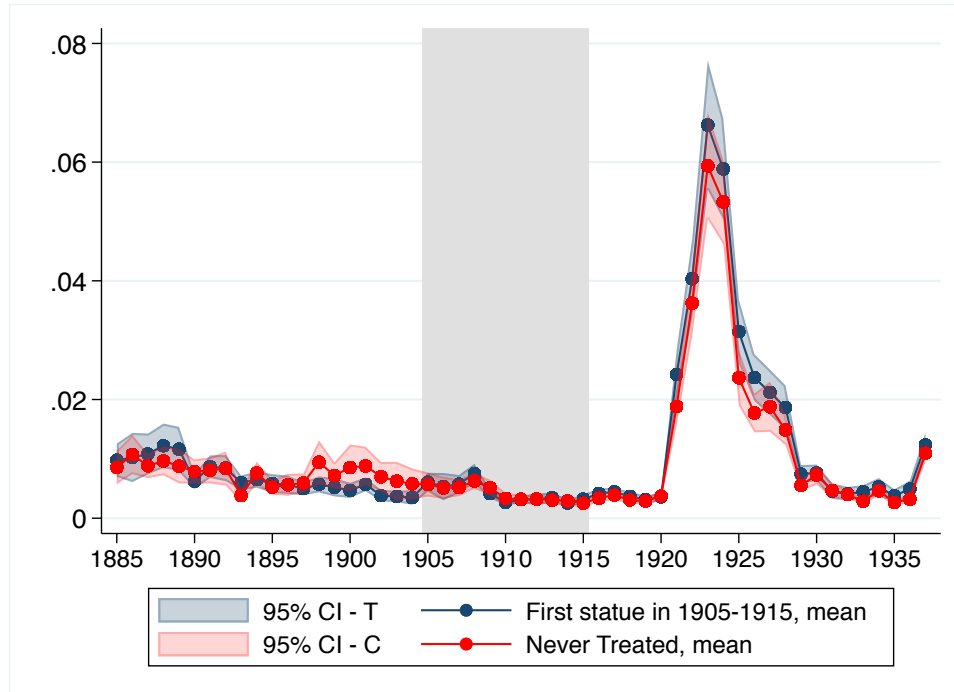 .08
.06
.04
.02
0
1885 1890 1895 1900 1905 1910 1915 1920 1925 1930 1935
95% CI - T First statue in 1905-1915, mean
95% CI - C Never Treated, mean